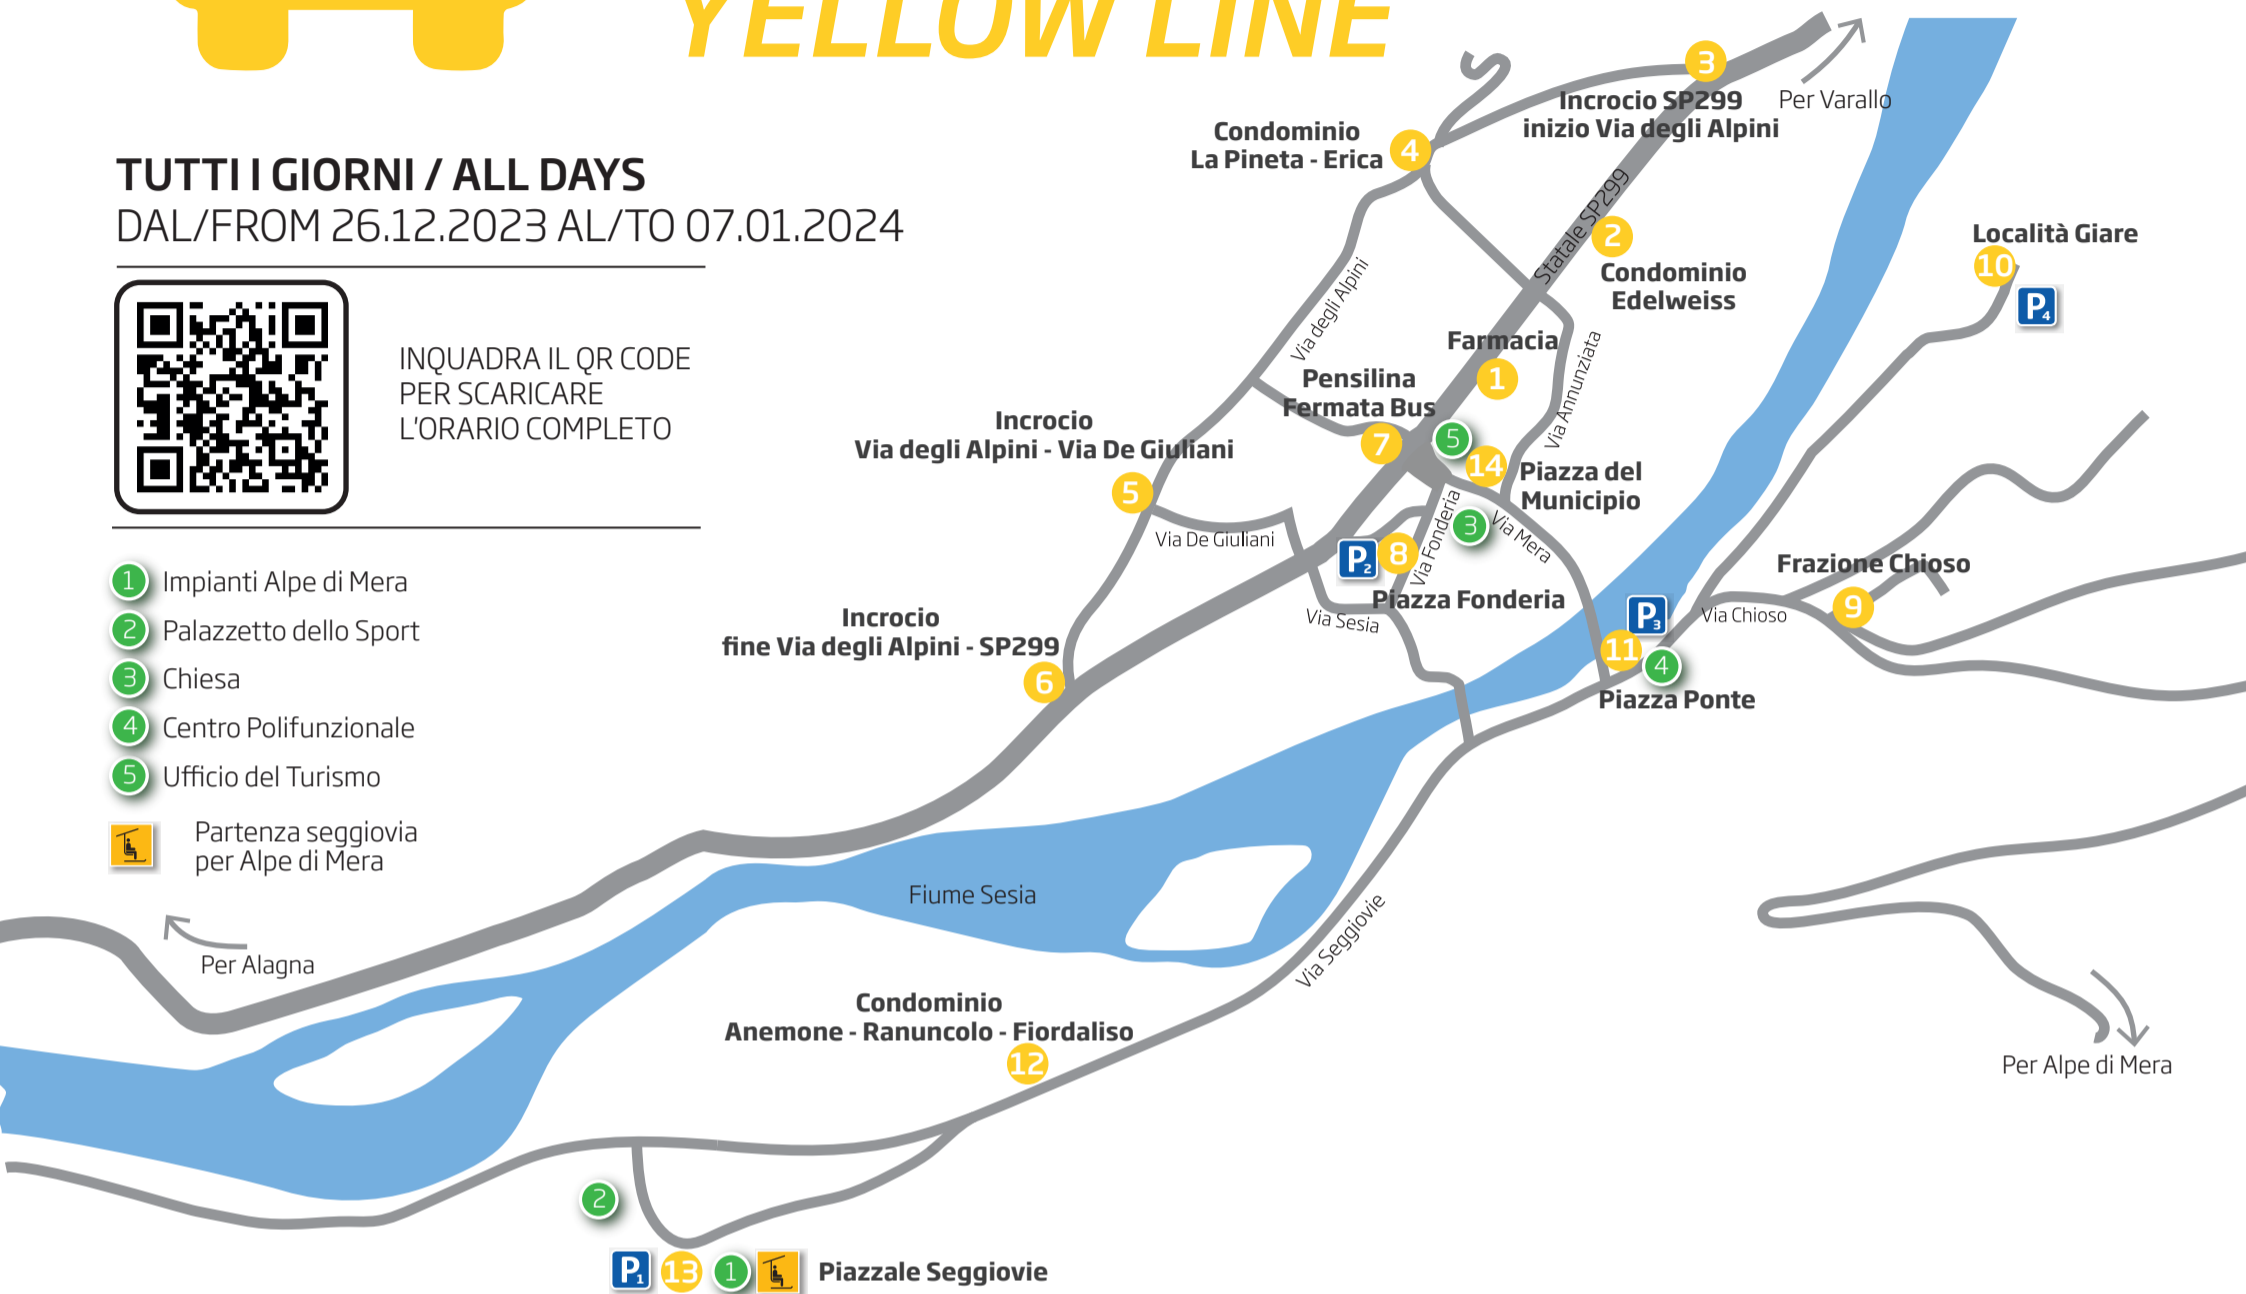 YELLOW LINE
TUTTI I GIORNI / ALL DAYS
DAL/FROM 26.12.2023 AL/TO 07.01.2024
INQUADRA IL QR CODE
PER SCARICARE
L'ORARIO COMPLETO
1 Impianti Alpe di Mera
2 Palazzetto dello Sport
3 Chiesa
4 Centro Polifunzionale
5 Ufficio del Turismo
Partenza seggiovia
per Alpe di Mera
Per Alagna
3
Incrocio SP299
inizio Via degli Alpini
Per Varallo
Condominio
La Pineta - Erica
4
Statale SP299
2
Condominio
Edelweiss
Località Giare
10
P4
Via degli Alpini
Farmacia
1
Via Annunziata
Pensilina
Fermata Bus
7
5
14
Piazza del
Municipio
Incrocio
Via degli Alpini - Via De Giuliani
5
Via De Giuliani
P2
8
Via Fonderia
3
Via Mera
Piazza Fonderia
Via Sesia
Frazione Chioso
9
Via Chioso
P3
11
4
Piazza Ponte
Incrocio
fine Via degli Alpini - SP299
6
Fiume Sesia
Via Seggiovie
Condominio
Anemone - Ranuncolo - Fiordaliso
12
Per Alpe di Mera
2
P1 13 1 Piazzale Seggiovie